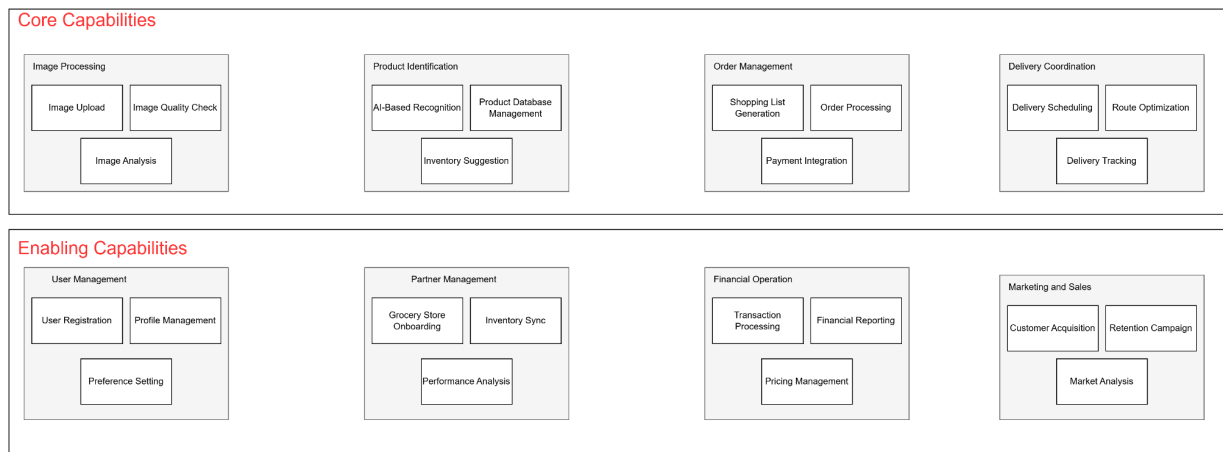 Core Capabilities
Image Processing
Image Upload
Image Quality Check
Image Analysis
Product Identification
AI-Based Recognition
Product Database
Management
Inventory Suggestion
Order Management
Shopping List
Generation
Order Processing
Payment Integration
Delivery Coordination
Delivery Scheduling
Route Optimization
Delivery Tracking
Enabling Capabilities
User Management
User Registration
Profile Management
Preference Setting
Partner Management
Grocery Store
Onboarding
Inventory Sync
Performance Analysis
Financial Operation
Transaction
Processing
Financial Reporting
Pricing Management
Marketing and Sales
Customer Acquisition
Retention Campaign
Market Analysis